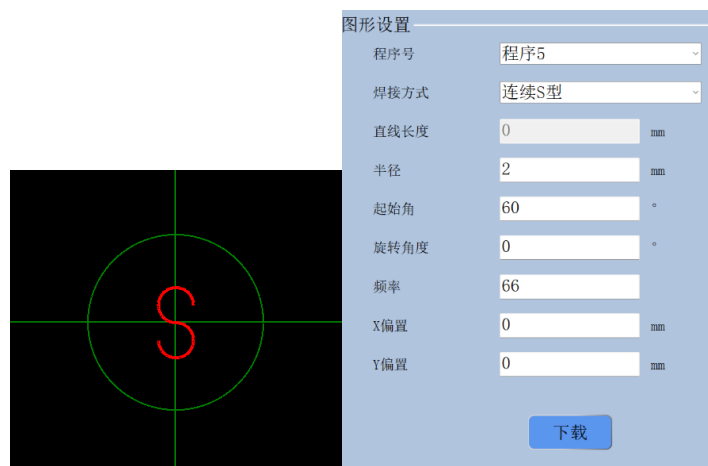 图形设置
程序号 程序5
焊接方式 连续S型
直线长度 0 mm
半径 2 mm
起始角 60 °
旋转角度 0 °
频率 66
X偏置 0 mm
Y偏置 0 mm
下载